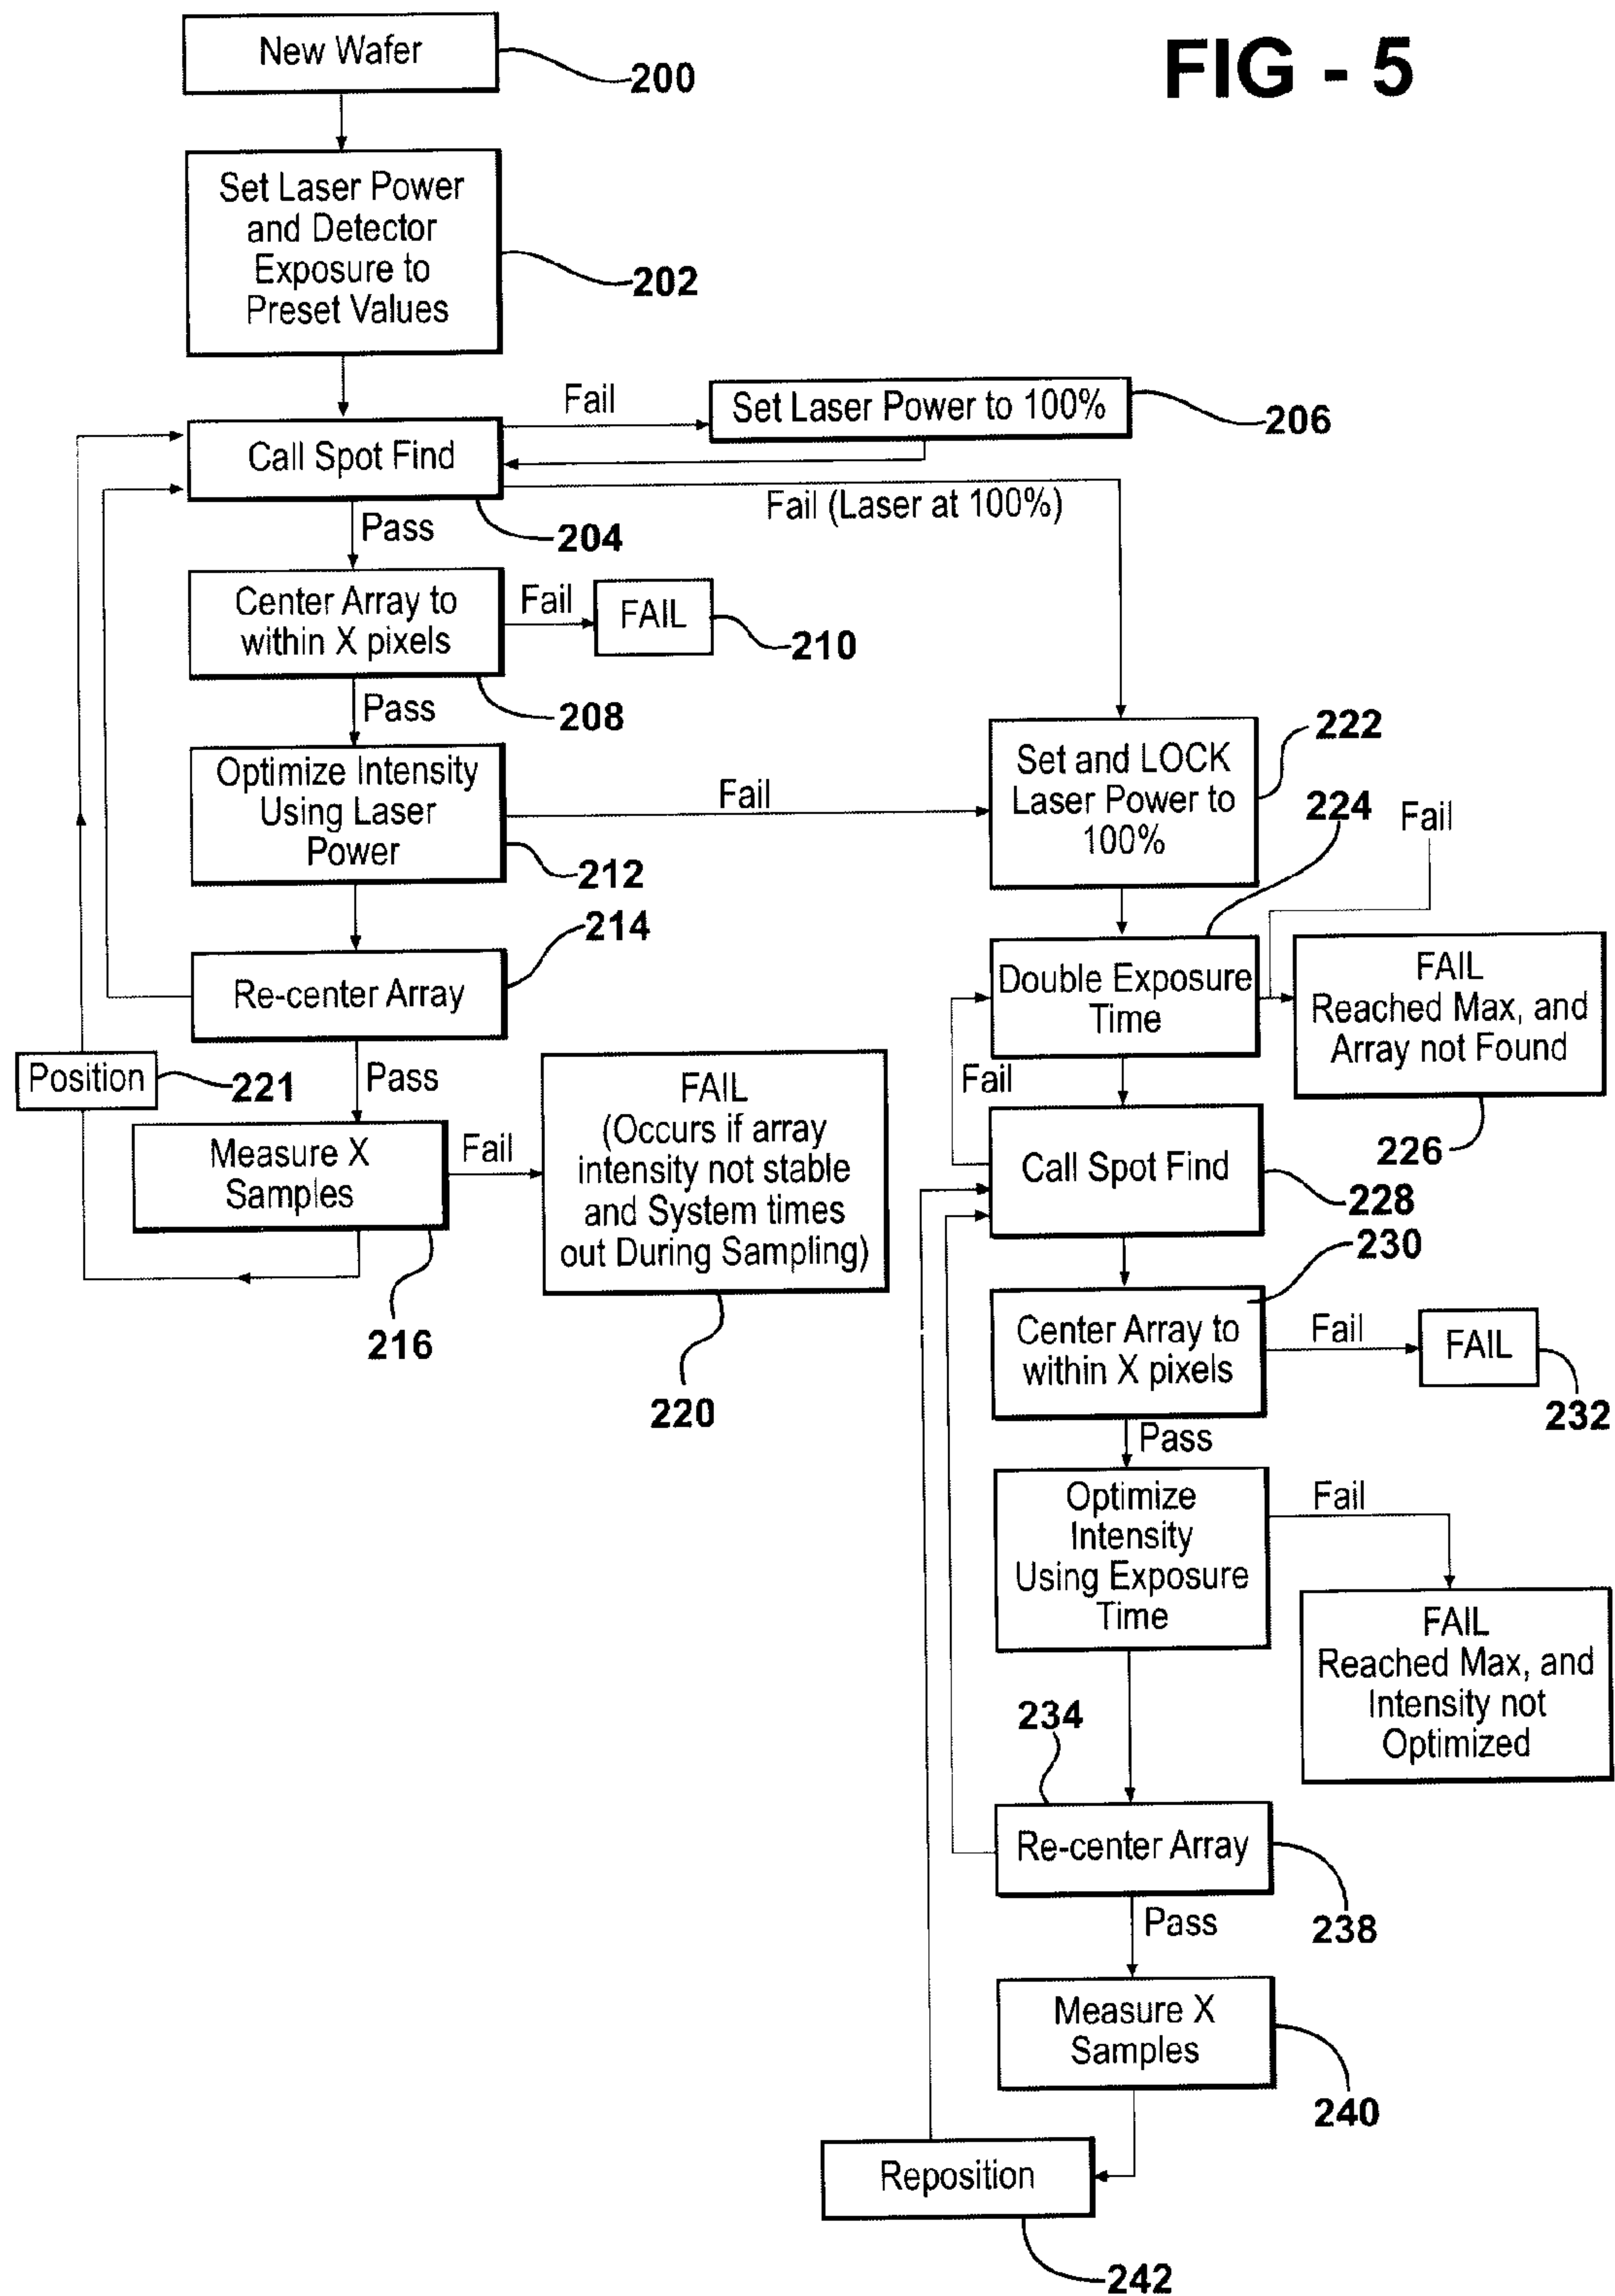 FIG - 5
New Wafer
200
Set Laser Power
and Detector
Exposure to
Preset Values
202
Call Spot Find
204
Fail
Set Laser Power to 100%
206
Fail (Laser at 100%)
Pass
Center Array to
within X pixels
208
Fail
FAIL
210
Pass
Optimize Intensity
Using Laser
Power
212
Fail
Re-center Array
214
Pass
Position
221
Measure X
Samples
216
Fail
FAIL
(Occurs if array
intensity not stable
and System times
out During Sampling)
220
Set and LOCK
Laser Power to
100%
222
224
Fail
Double Exposure
Time
FAIL
Reached Max, and
Array not Found
226
Fail
Call Spot Find
228
230
Center Array to
within X pixels
Fail
FAIL
232
Pass
Optimize
Intensity
Using Exposure
Time
Fail
FAIL
Reached Max, and
Intensity not
Optimized
234
Re-center Array
238
Pass
Measure X
Samples
240
Reposition
242